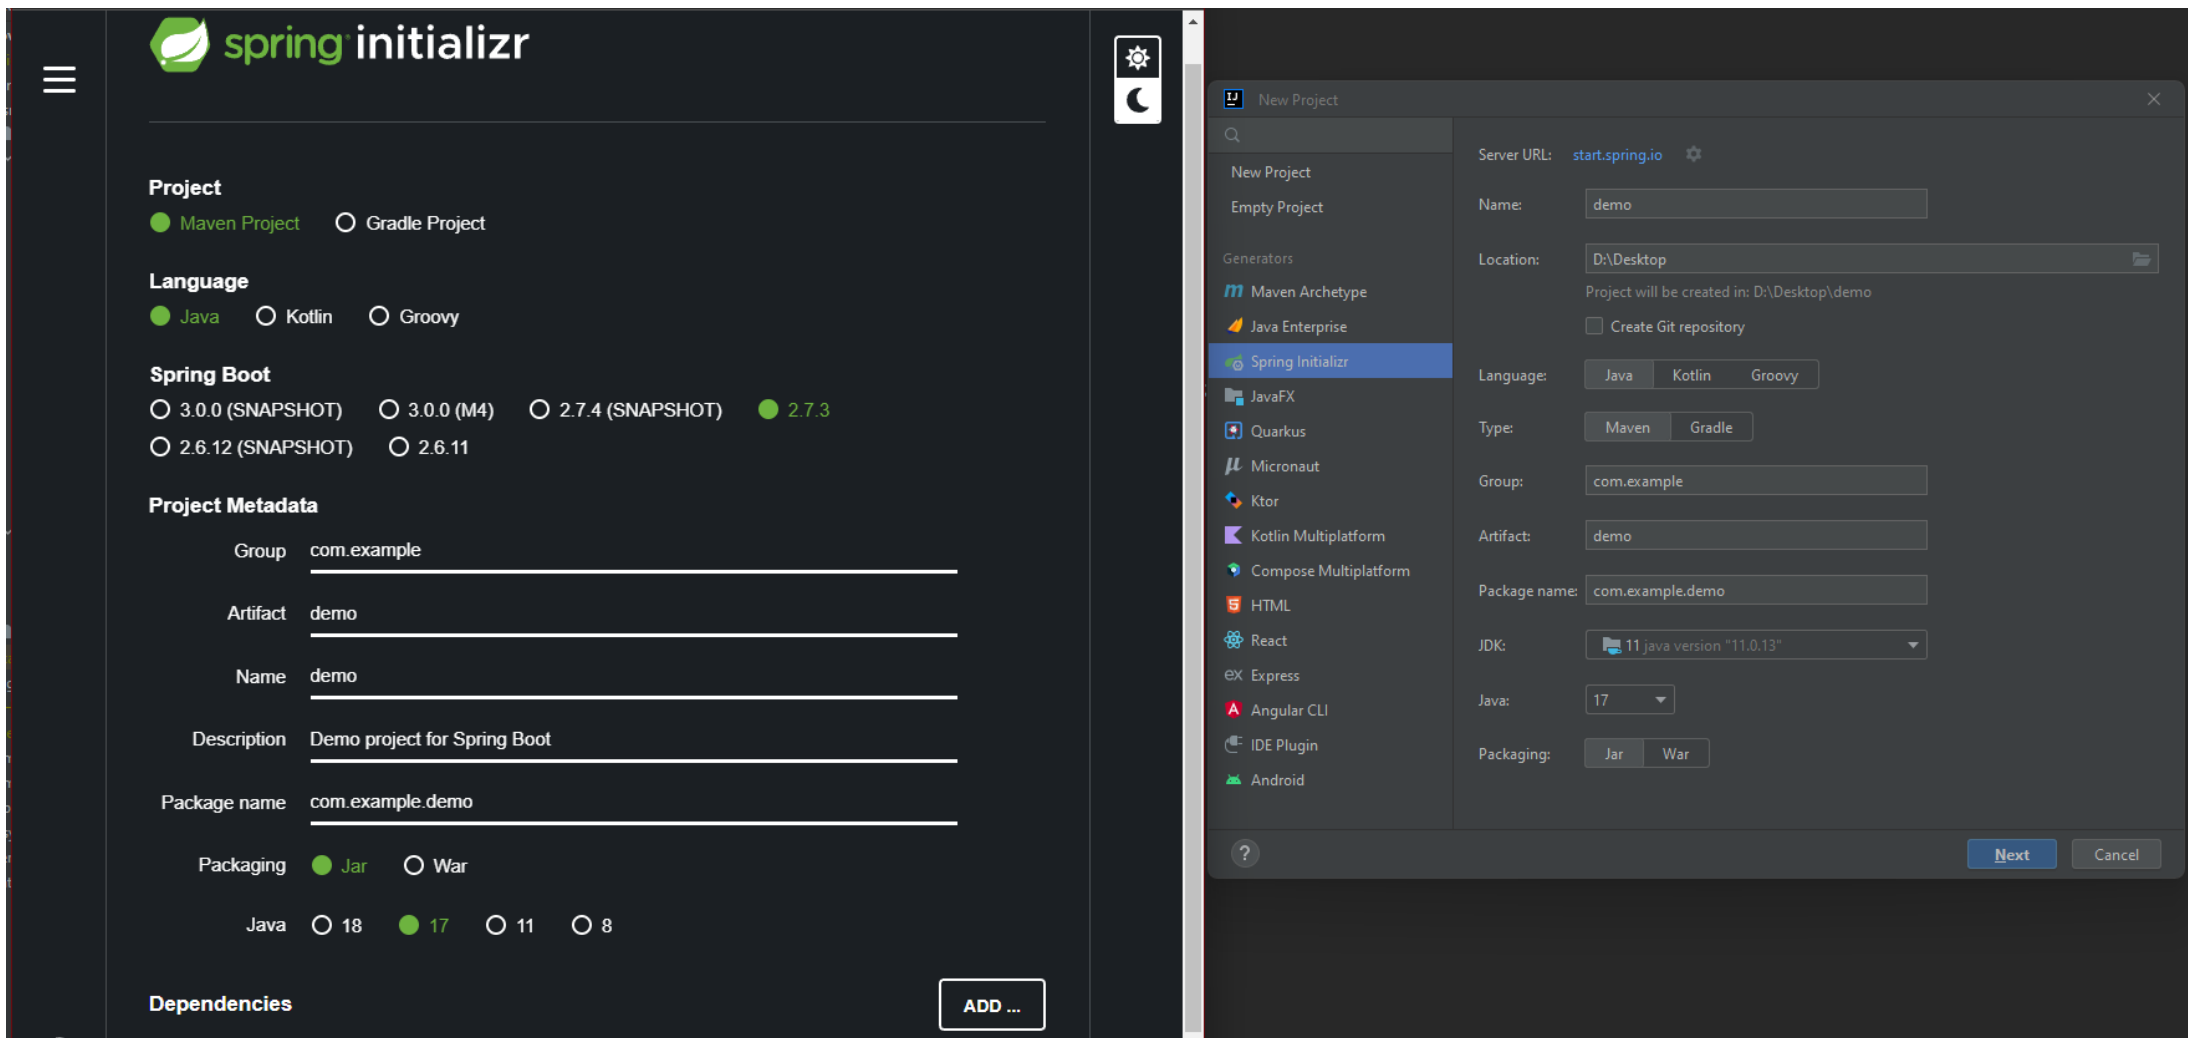 spring initializr
Project
Maven Project Gradle Project
Language
Java Kotlin Groovy
Spring Boot
3.0.0 (SNAPSHOT) 3.0.0 (M4) 2.7.4 (SNAPSHOT) 2.7.3
2.6.12 (SNAPSHOT) 2.6.11
Project Metadata
Group com.example
Artifact demo
Name demo
Description Demo project for Spring Boot
Package name com.example.demo
Packaging Jar War
Java 18 17 11 8
Dependencies ADD ...
IJ New Project
New Project
Empty Project
Generators
m Maven Archetype
Java Enterprise
Spring Initializr
JavaFX
Quarkus
μ Micronaut
Ktor
Kotlin Multiplatform
Compose Multiplatform
5 HTML
React
ex Express
A Angular CLI
IDE Plugin
Android
Server URL: start.spring.io
Name: demo
Location: D:\Desktop
Project will be created in: D:\Desktop\demo
Create Git repository
Language: Java Kotlin Groovy
Type: Maven Gradle
Group: com.example
Artifact: demo
Package name: com.example.demo
JDK: 11 java version "11.0.13"
Java: 17
Packaging: Jar War
? Next Cancel